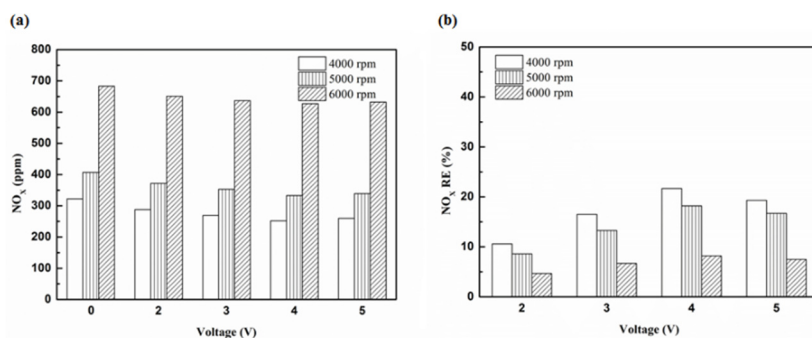 (a)
800
700
600
500
400
300
200
100
0
NOX (ppm)
4000 rpm
5000 rpm
6000 rpm
0 2 3 4 5
Voltage (V)
(b)
50
40
30
20
10
0
NOX RE (%)
4000 rpm
5000 rpm
6000 rpm
2 3 4 5
Voltage (V)